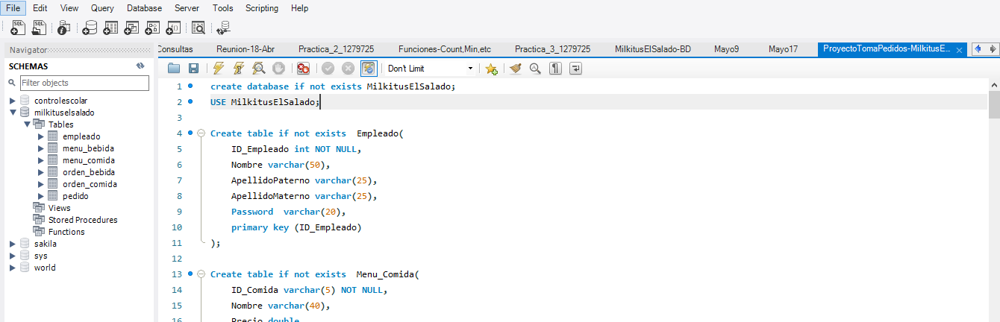 File Edit View Query Database Server Tools Scripting Help
SQL SQL
Navigator
SCHEMAS
Filter objects
controlescolar
milkituselsalado
Tables
empleado
menu_bebida
menu_comida
orden_bebida
orden_comida
pedido
Views
Stored Procedures
Functions
sakila
sys
world
Consultas Reunion-18-Abr Practica_2_1279725 Funciones-Count,Min,etc Practica_3_1279725 MilkitusElSalado-BD Mayo9 Mayo17 ProyectoTomaPedidos-MilkitusE...
Don't Limit
1 create database if not exists MilkitusElSalado;
2 USE MilkitusElSalado;
3
4 Create table if not exists  Empleado(
5 ID_Empleado int NOT NULL,
6 Nombre varchar(50),
7 ApellidoPaterno varchar(25),
8 ApellidoMaterno varchar(25),
9 Password  varchar(20),
10 primary key (ID_Empleado)
11 );
12
13 Create table if not exists  Menu_Comida(
14 ID_Comida varchar(5) NOT NULL,
15 Nombre varchar(40),
16 Precio double,